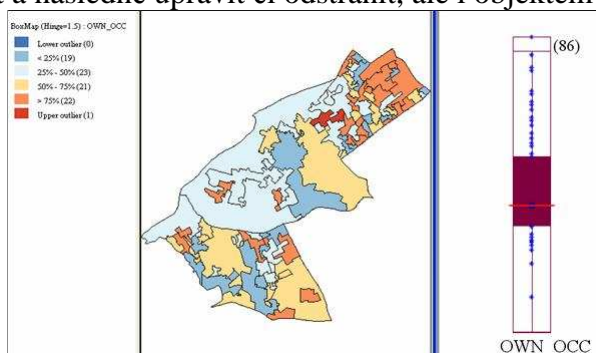 a následně upravit či odstranit, ale i objektem
BoxMap (Hinge=1.5) : OWN_OCC
Lower outlier (0)
< 25% (19)
25% - 50% (23)
50% - 75% (21)
> 75% (22)
Upper outlier (1)
(86)
OWN_OCC